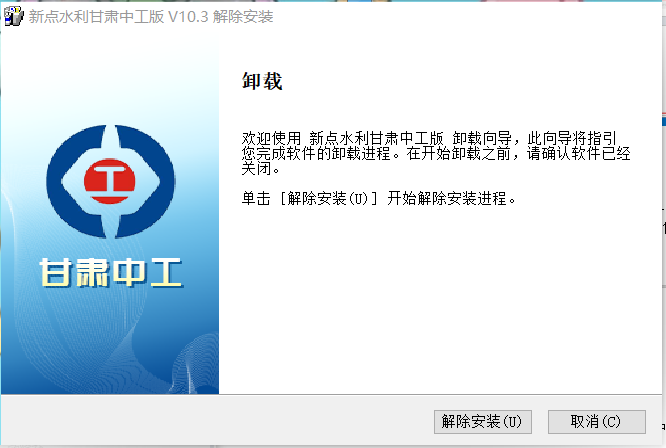 新点水利甘肃中工版 V10.3 解除安装
卸载
欢迎使用 新点水利甘肃中工版 卸载向导，此向导将指引
您完成软件的卸载进程。在开始卸载之前，请确认软件已经
关闭。
单击 [解除安装(U)] 开始解除安装进程。
甘肃中工
解除安装(U)
取消(C)